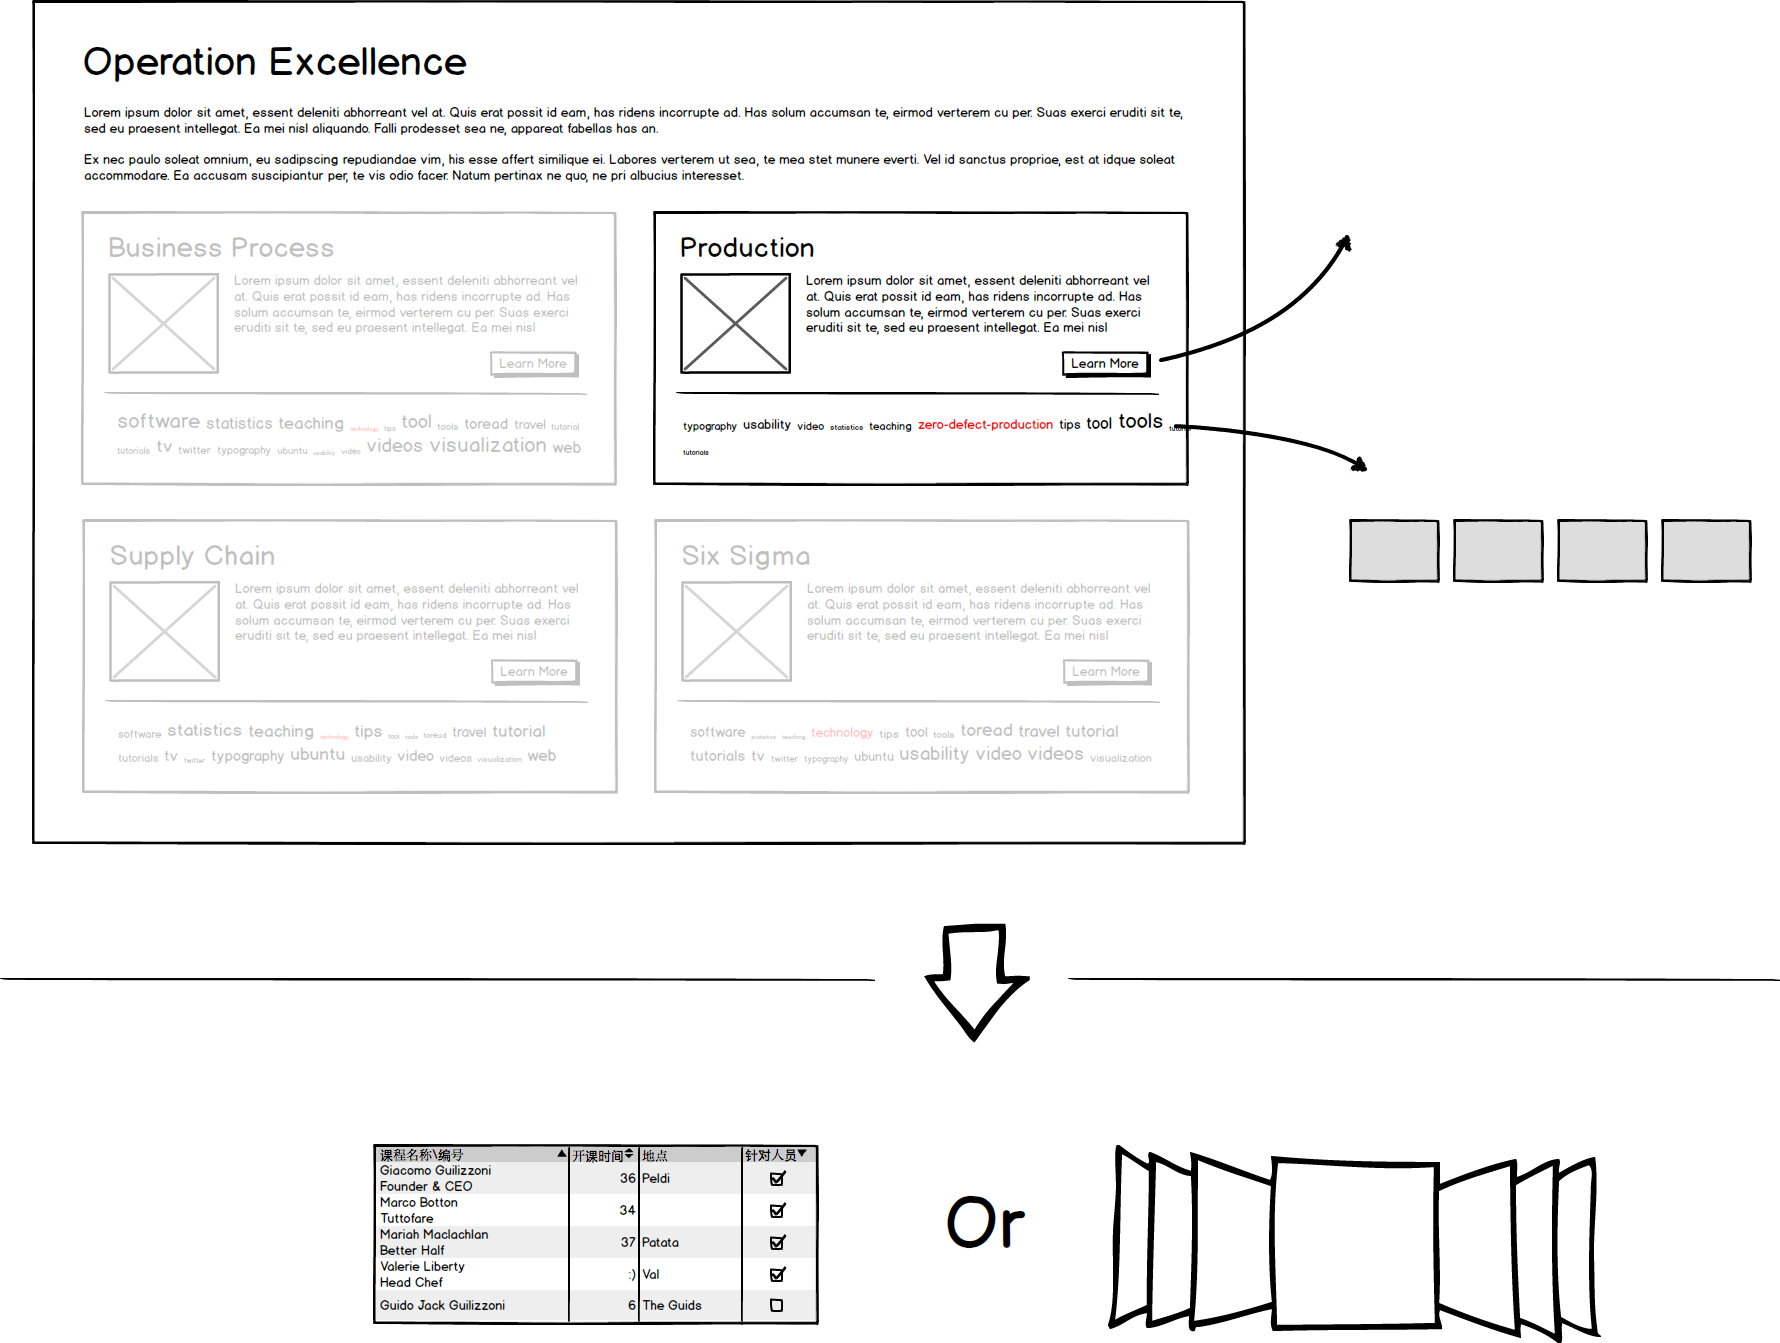 Operation Excellence
Lorem ipsum dolor sit amet, essent deleniti abhorreant vel at. Quis erat possit id eam, has ridens incorrupte ad. Has solum accumsan te, eirmod verterem cu per. Suas exerci eruditi sit te,
sed eu praesent intellegat. Ea mei nisl aliquando. Falli prodesset sea ne, appareat fabellas has an.
Ex nec paulo soleat omnium, eu sadipscing repudiandae vim, his esse affert similique ei. Labores verterem ut sea, te mea stet munere everti. Vel id sanctus propriae, est at idque soleat
accommodare. Ea accusam suscipiantur per, te vis odio facer. Natum pertinax ne quo, ne pri albucius interesset.
Business Process
Lorem ipsum dolor sit amet, essent deleniti abhorreant vel
at. Quis erat possit id eam, has ridens incorrupte ad. Has
solum accumsan te, eirmod verterem cu per. Suas exerci
eruditi sit te, sed eu praesent intellegat. Ea mei nisl
Learn More
software statistics teaching technology tips tool tools toread travel tutorial
tutorials tv twitter typography ubuntu usability video videos visualization web
Production
Lorem ipsum dolor sit amet, essent deleniti abhorreant vel
at. Quis erat possit id eam, has ridens incorrupte ad. Has
solum accumsan te, eirmod verterem cu per. Suas exerci
eruditi sit te, sed eu praesent intellegat. Ea mei nisl
Learn More
typography usability video statistics teaching zero-defect-production tips tool tools tutorial
tutorials
Supply Chain
Lorem ipsum dolor sit amet, essent deleniti abhorreant vel
at. Quis erat possit id eam, has ridens incorrupte ad. Has
solum accumsan te, eirmod verterem cu per. Suas exerci
eruditi sit te, sed eu praesent intellegat. Ea mei nisl
Learn More
software statistics teaching technology tips tool tools toread travel tutorial
tutorials tv twitter typography ubuntu usability video videos visualization web
Six Sigma
Lorem ipsum dolor sit amet, essent deleniti abhorreant vel
at. Quis erat possit id eam, has ridens incorrupte ad. Has
solum accumsan te, eirmod verterem cu per. Suas exerci
eruditi sit te, sed eu praesent intellegat. Ea mei nisl
Learn More
software statistics teaching technology tips tool tools toread travel tutorial
tutorials tv twitter typography ubuntu usability video videos visualization
课程名称\编号 开课时间 地点 针对人员
Giacomo Guilizzoni
Founder & CEO 36 Peldi
Marco Botton
Tuttofare 34
Mariah Maclachlan
Better Half 37 Patata
Valerie Liberty
Head Chef :) Val
Guido Jack Guilizzoni 6 The Guids
Or